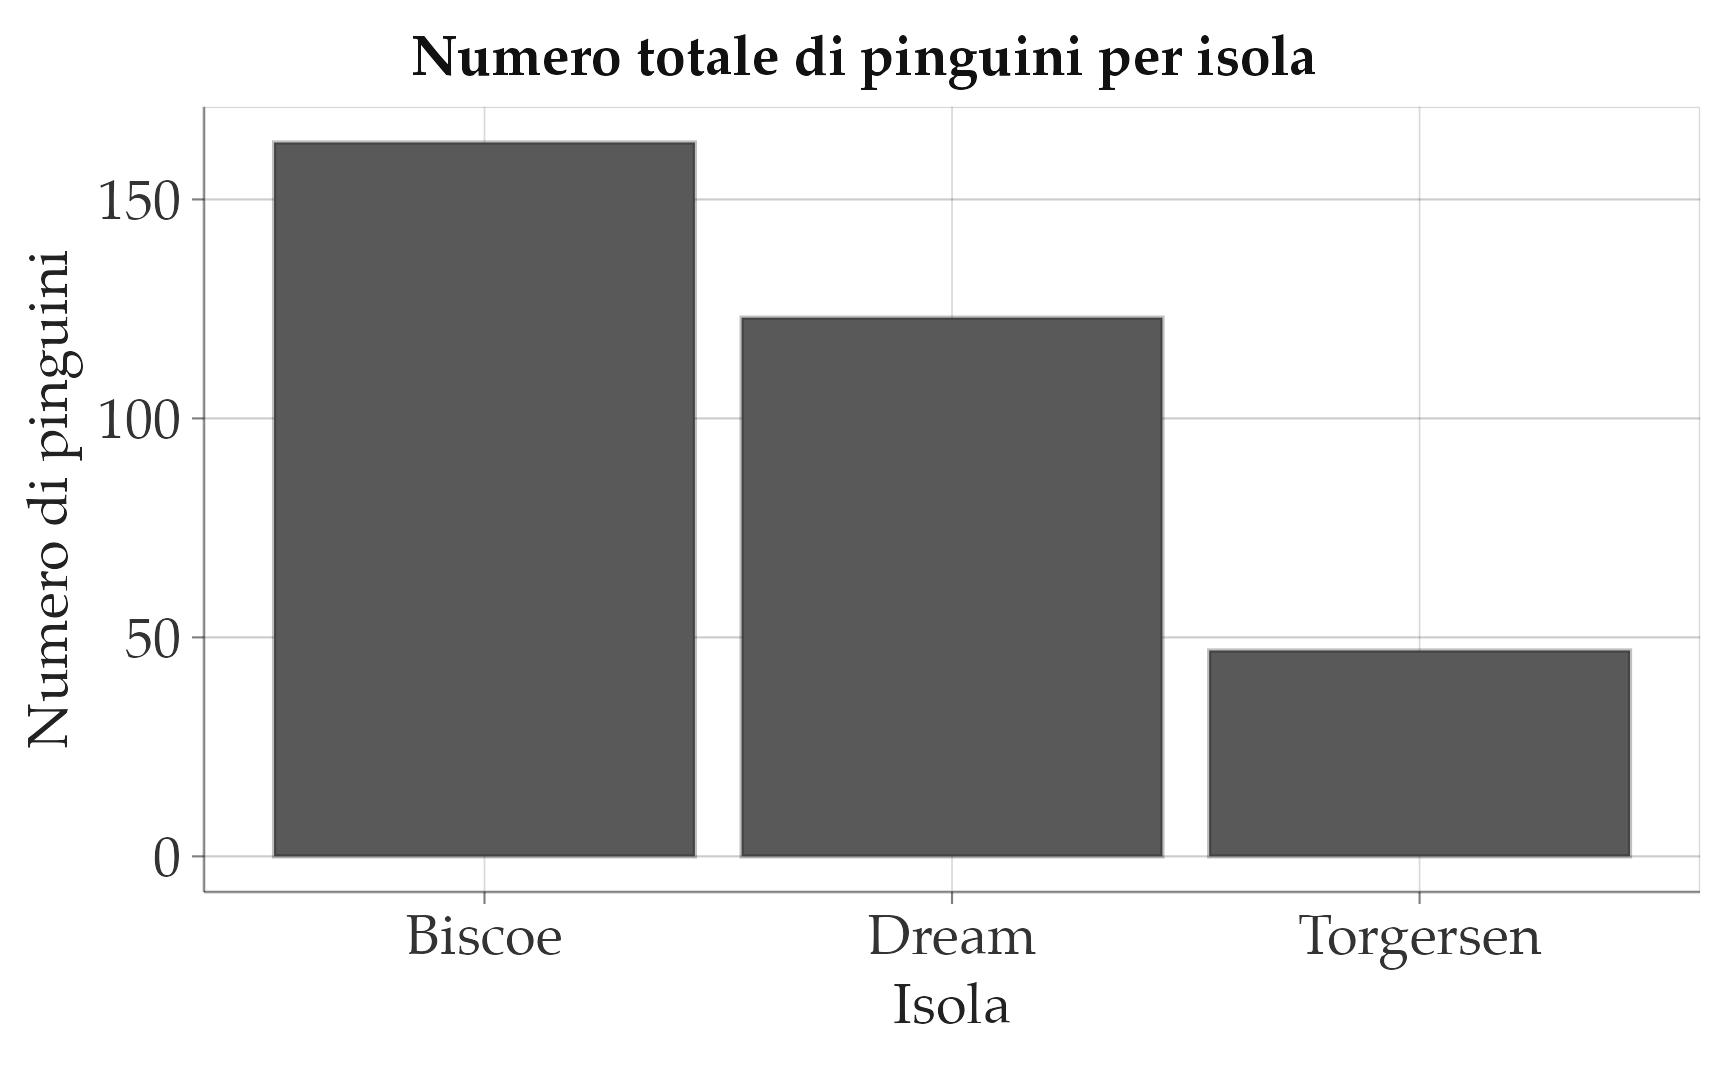 Numero totale di pinguini per isola
Numero di pinguini
150
100
50
0
Biscoe
Dream
Torgersen
Isola